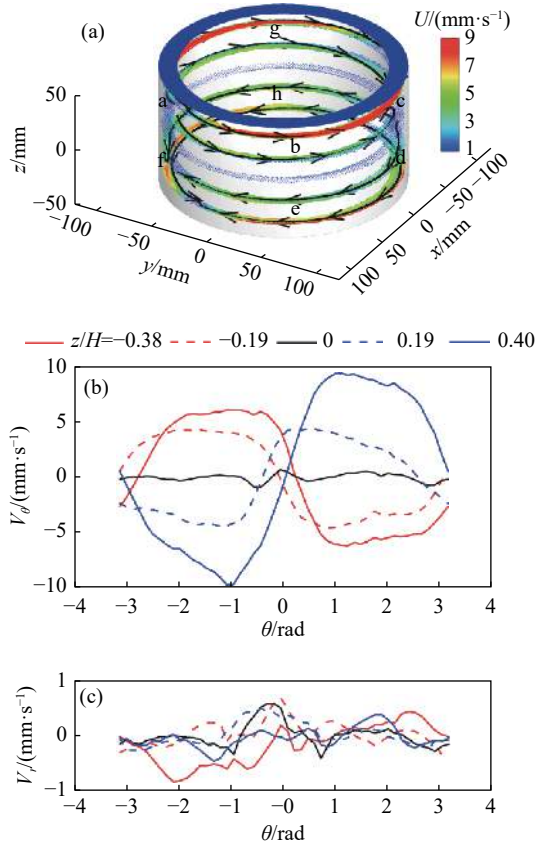 (a)
g
U/(mm·s⁻¹)
9
7
5
3
1
a
h
c
b
f
d
e
z/mm
50
0
−50
−100
−50
0
50
100
y/mm
100
50
0
−50
−100
x/mm
z/H=−0.38 −0.19 0 0.19 0.40
(b)
10
5
0
−5
−10
Vθ/(mm·s⁻¹)
−4 −3 −2 −1 0 1 2 3 4
θ/rad
(c)
1
0
−1
Vr/(mm·s⁻¹)
−4 −3 −2 −1 −0 1 2 3 4
θ/rad